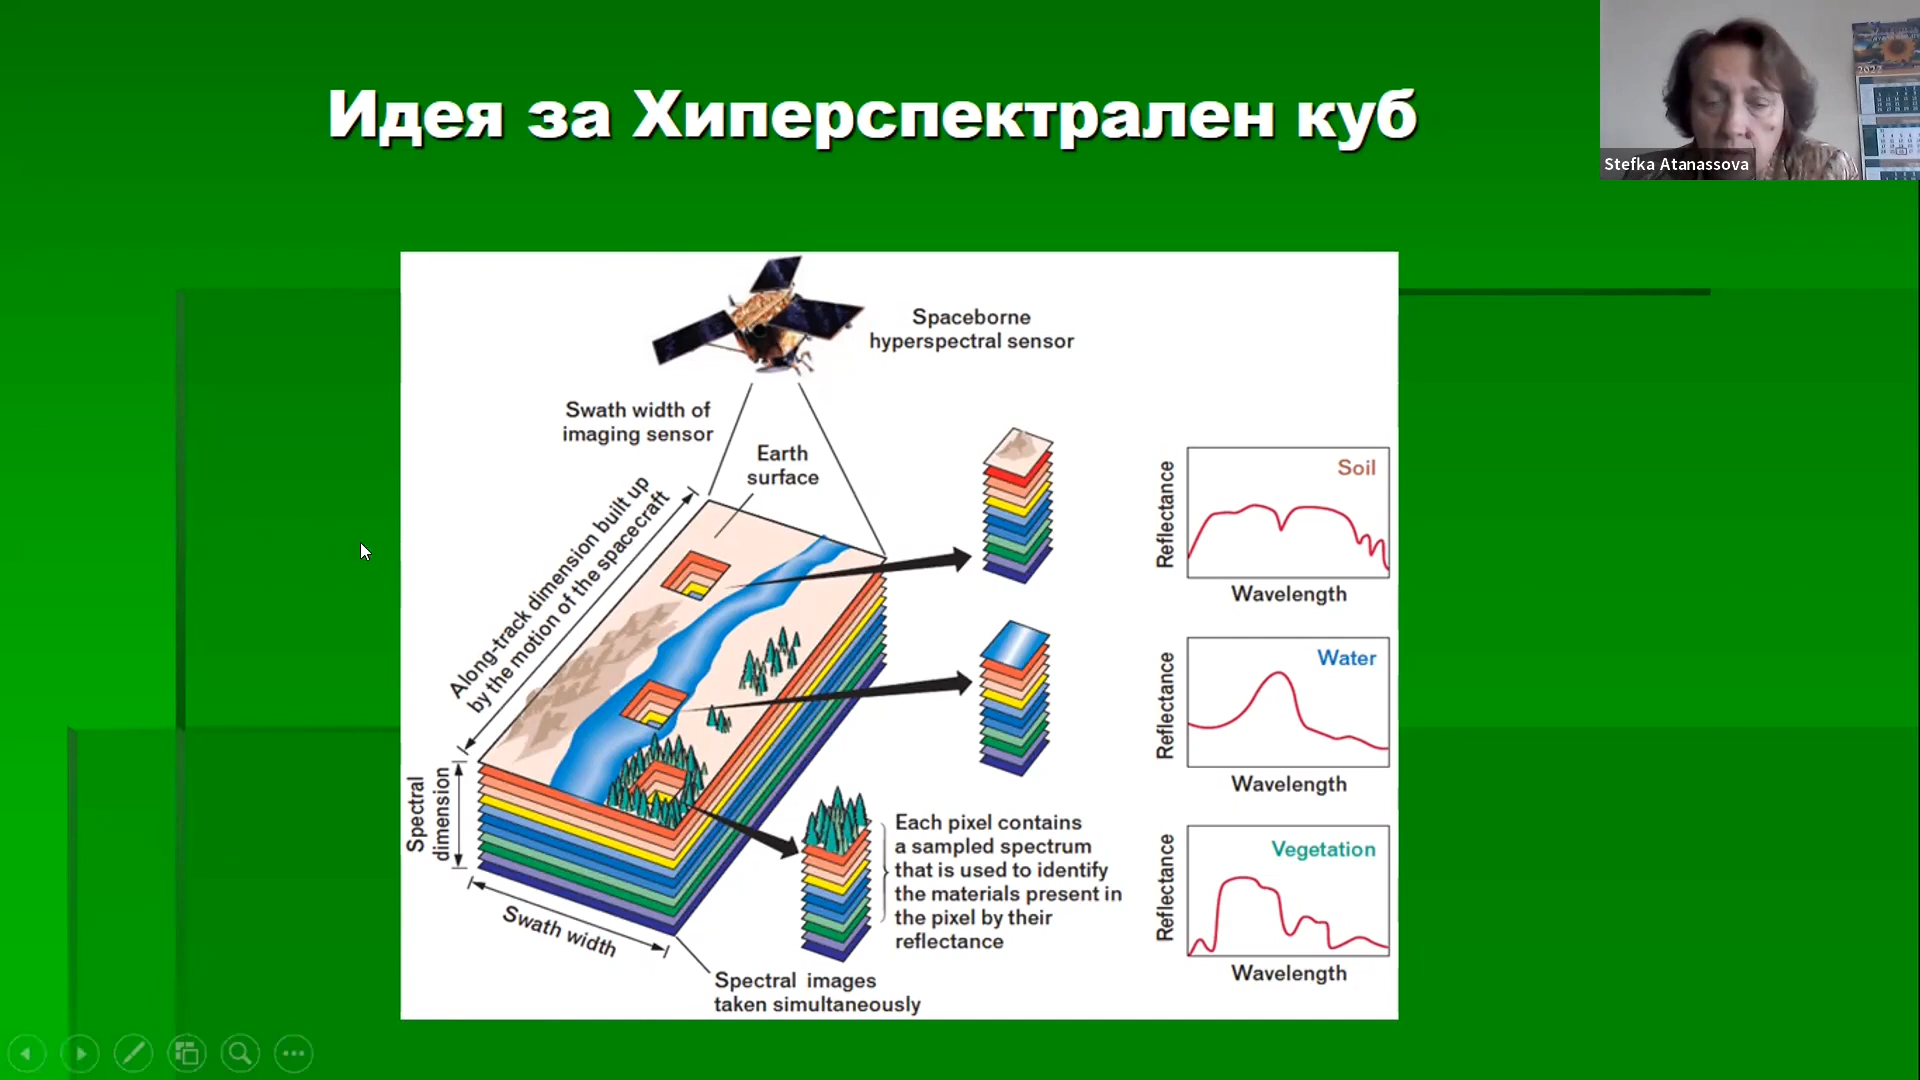 Идея за Хиперспектрален куб
Stefka Atanassova
2022
Spaceborne
hyperspectral sensor
Swath width of
imaging sensor
Earth
surface
Along-track dimension built up
by the motion of the spacecraft
Spectral
dimension
Swath width
Spectral images
taken simultaneously
Each pixel contains
a sampled spectrum
that is used to identify
the materials present in
the pixel by their
reflectance
Soil
Reflectance
Wavelength
Water
Reflectance
Wavelength
Vegetation
Reflectance
Wavelength